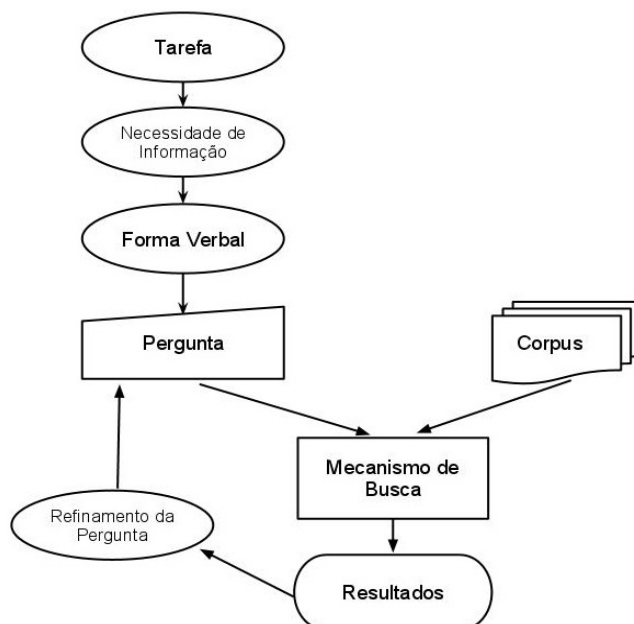 Tarefa
Necessidade de
Informação
Forma Verbal
Pergunta
Corpus
Mecanismo de
Busca
Refinamento da
Pergunta
Resultados